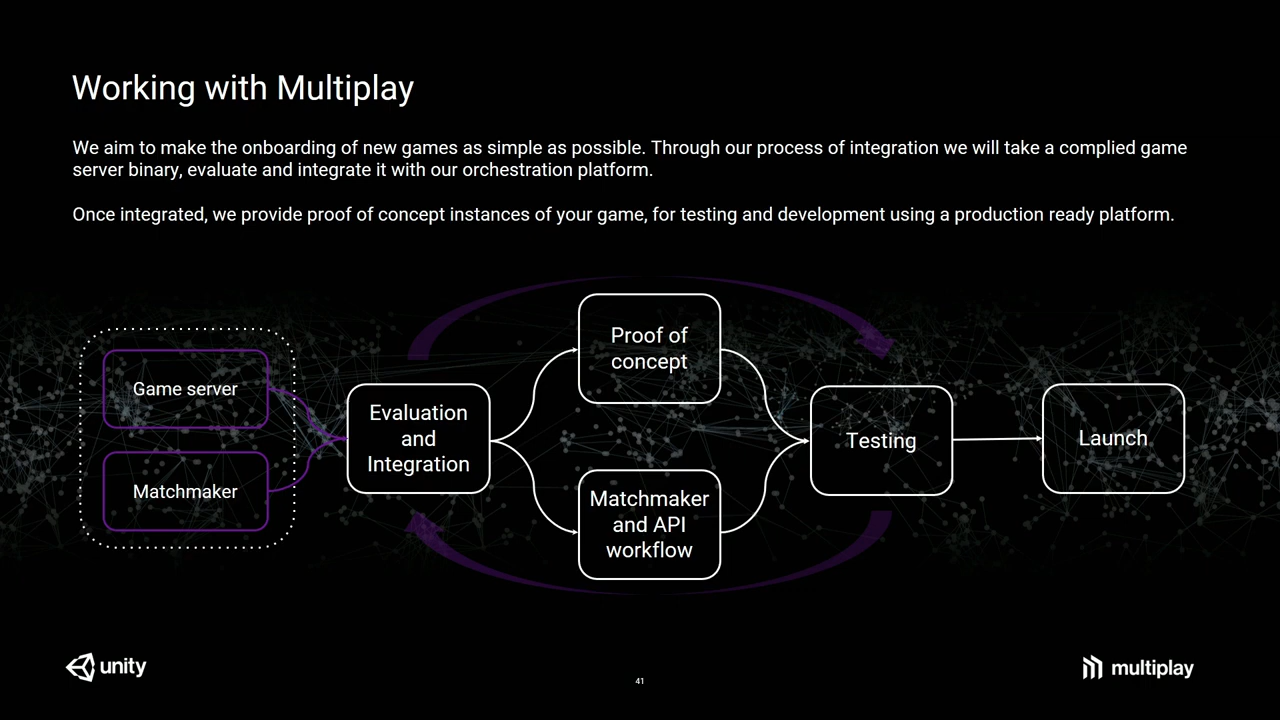 Working with Multiplay
We aim to make the onboarding of new games as simple as possible. Through our process of integration we will take a complied game
server binary, evaluate and integrate it with our orchestration platform.
Once integrated, we provide proof of concept instances of your game, for testing and development using a production ready platform.
Game server
Matchmaker
Evaluation
and
Integration
Proof of
concept
Matchmaker
and API
workflow
Testing
Launch
unity
41
multiplay